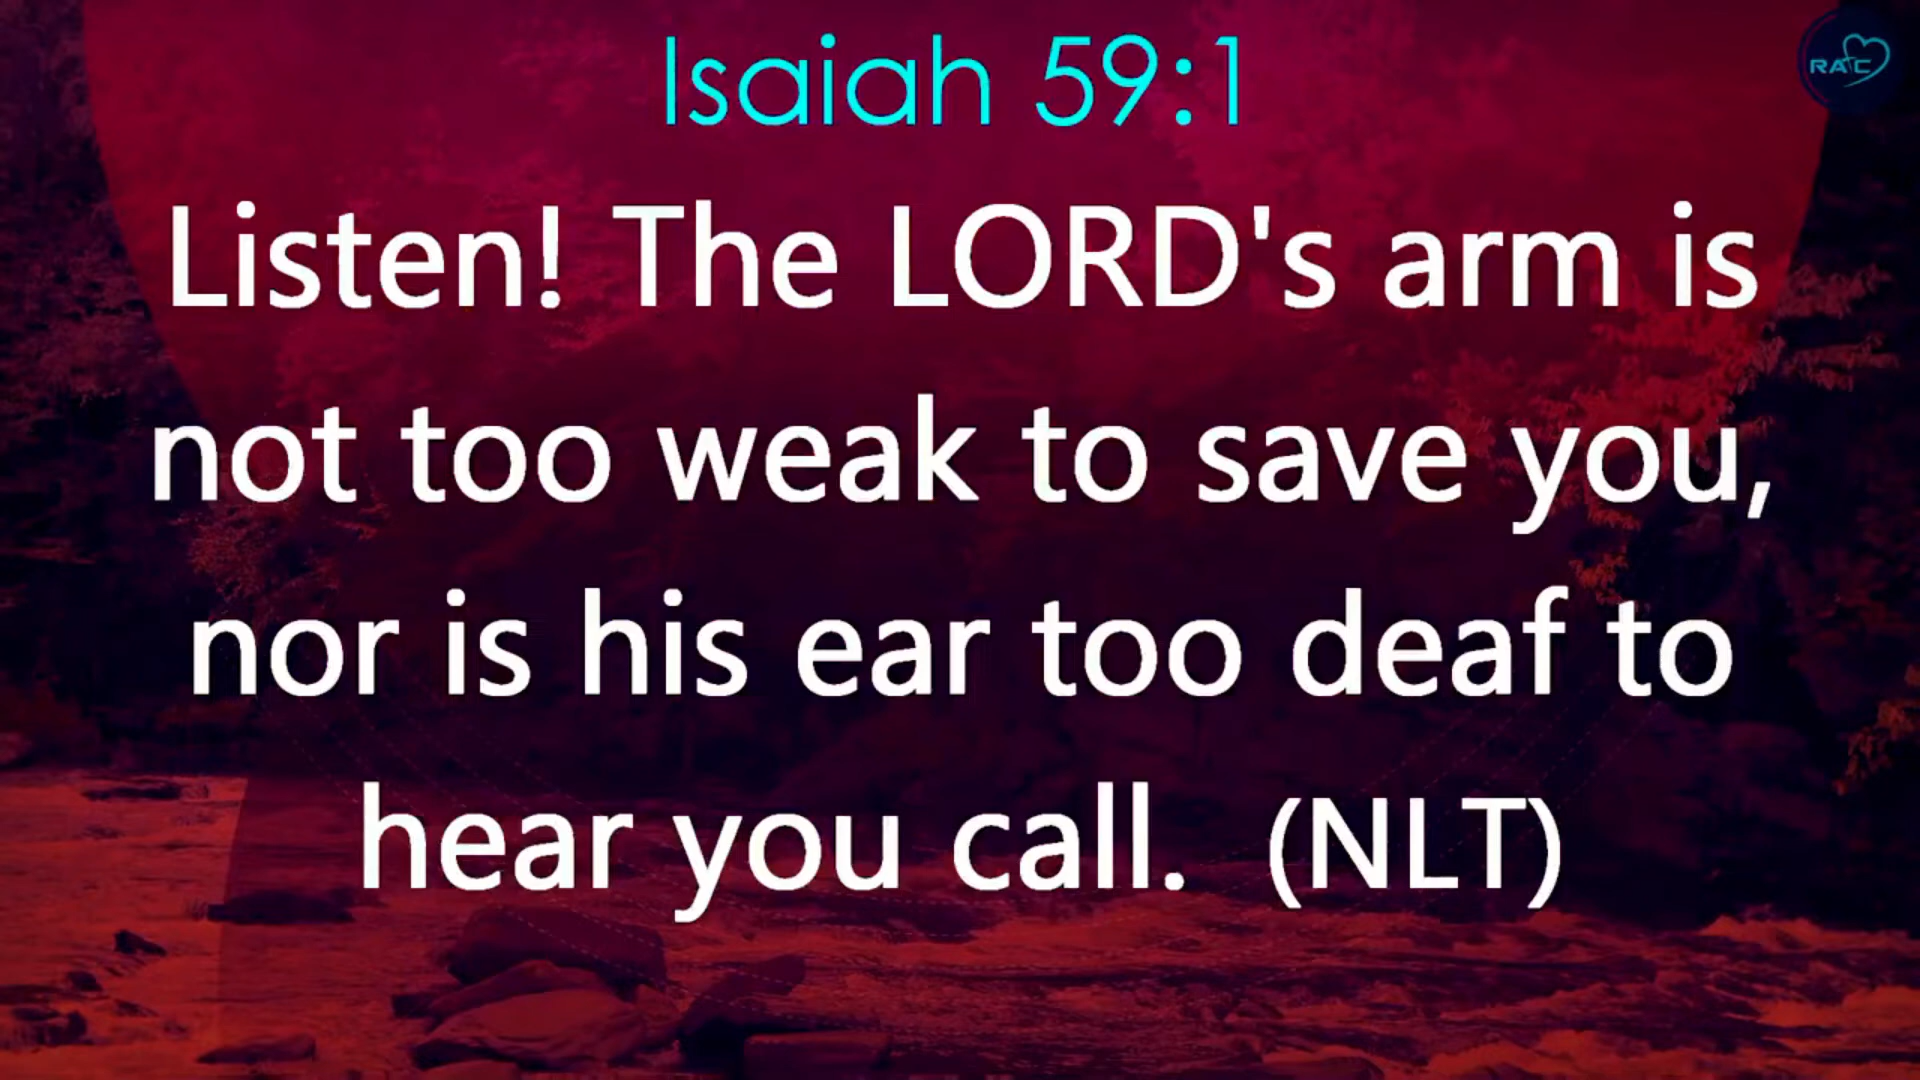 Isaiah 59:1
RAC
Listen! The LORD's arm is
not too weak to save you,
nor is his ear too deaf to
hear you call.  (NLT)